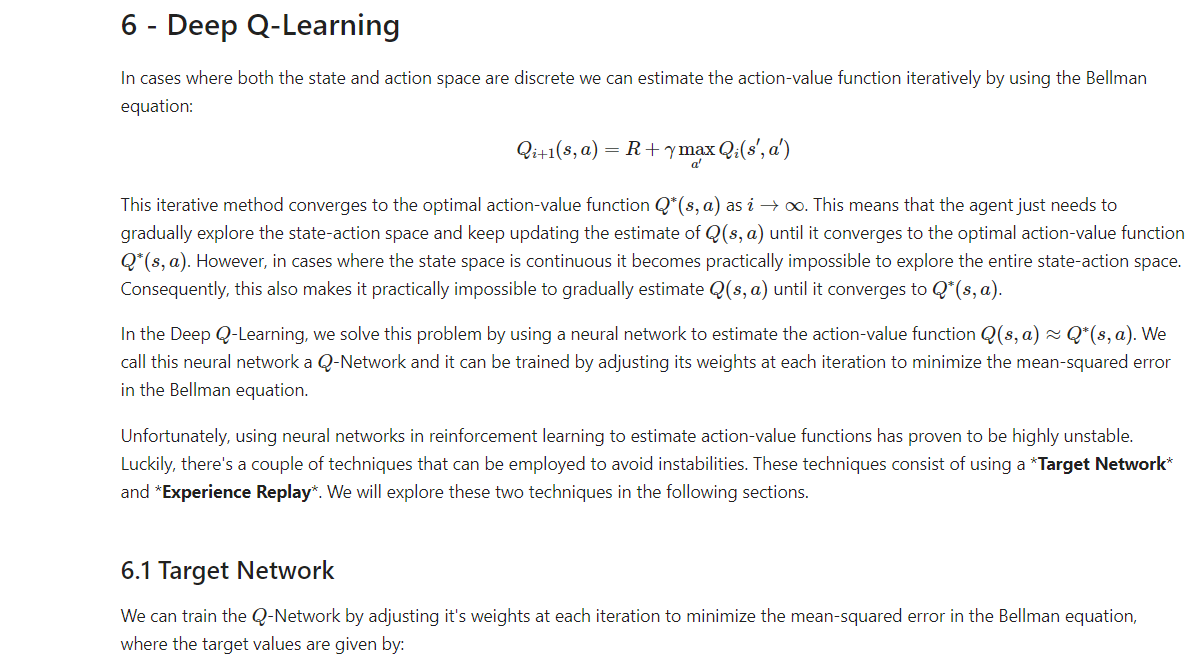 6 - Deep Q-Learning
In cases where both the state and action space are discrete we can estimate the action-value function iteratively by using the Bellman
equation:
Qᵢ₊₁(s, a) = R + γ max_{a′} Qᵢ(s′, a′)
This iterative method converges to the optimal action-value function Q*(s, a) as i → ∞. This means that the agent just needs to
gradually explore the state-action space and keep updating the estimate of Q(s, a) until it converges to the optimal action-value function
Q*(s, a). However, in cases where the state space is continuous it becomes practically impossible to explore the entire state-action space.
Consequently, this also makes it practically impossible to gradually estimate Q(s, a) until it converges to Q*(s, a).
In the Deep Q-Learning, we solve this problem by using a neural network to estimate the action-value function Q(s, a) ≈ Q*(s, a). We
call this neural network a Q-Network and it can be trained by adjusting its weights at each iteration to minimize the mean-squared error
in the Bellman equation.
Unfortunately, using neural networks in reinforcement learning to estimate action-value functions has proven to be highly unstable.
Luckily, there's a couple of techniques that can be employed to avoid instabilities. These techniques consist of using a *Target Network*
and *Experience Replay*. We will explore these two techniques in the following sections.
6.1 Target Network
We can train the Q-Network by adjusting it's weights at each iteration to minimize the mean-squared error in the Bellman equation,
where the target values are given by: